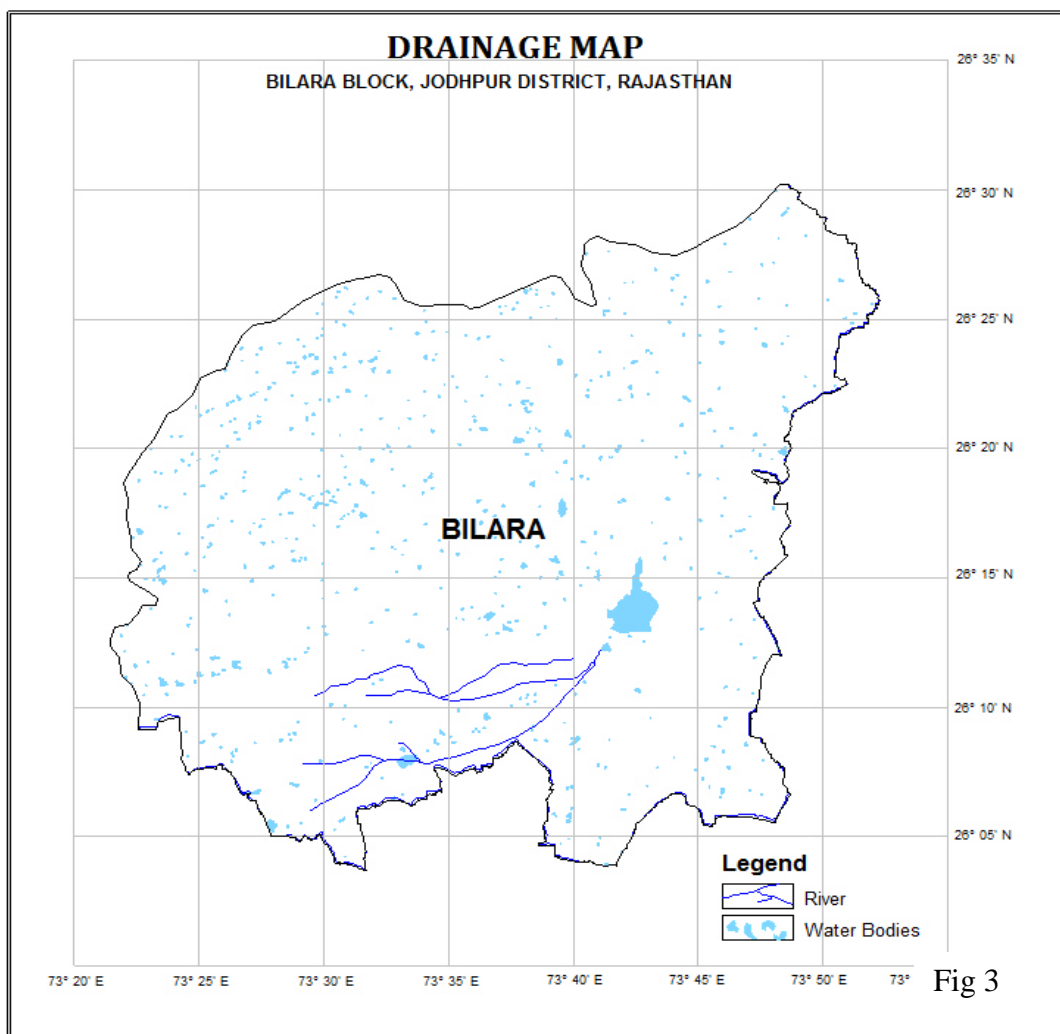 DRAINAGE MAP
BILARA BLOCK, JODHPUR DISTRICT, RAJASTHAN
26° 35' N
26° 30' N
26° 25' N
26° 20' N
BILARA
26° 15' N
26° 10' N
26° 05' N
Legend
River
Water Bodies
73° 20' E 73° 25' E 73° 30' E 73° 35' E 73° 40' E 73° 45' E 73° 50' E 73°
Fig 3